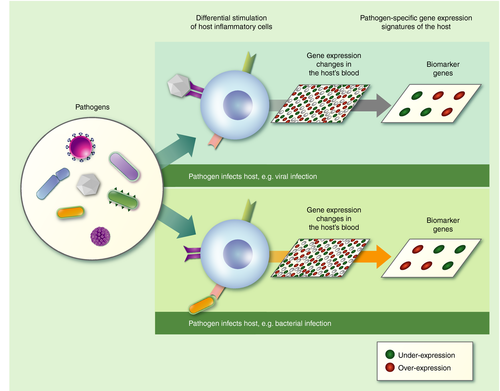 Differential stimulation
of host inflammatory cells
Pathogen-specific gene expression
signatures of the host
Gene expression
changes in
the host's blood
Biomarker
genes
Pathogens
Pathogen infects host, e.g. viral infection
Gene expression
changes in
the host's blood
Biomarker
genes
Pathogen infects host, e.g. bacterial infection
Under-expression
Over-expression